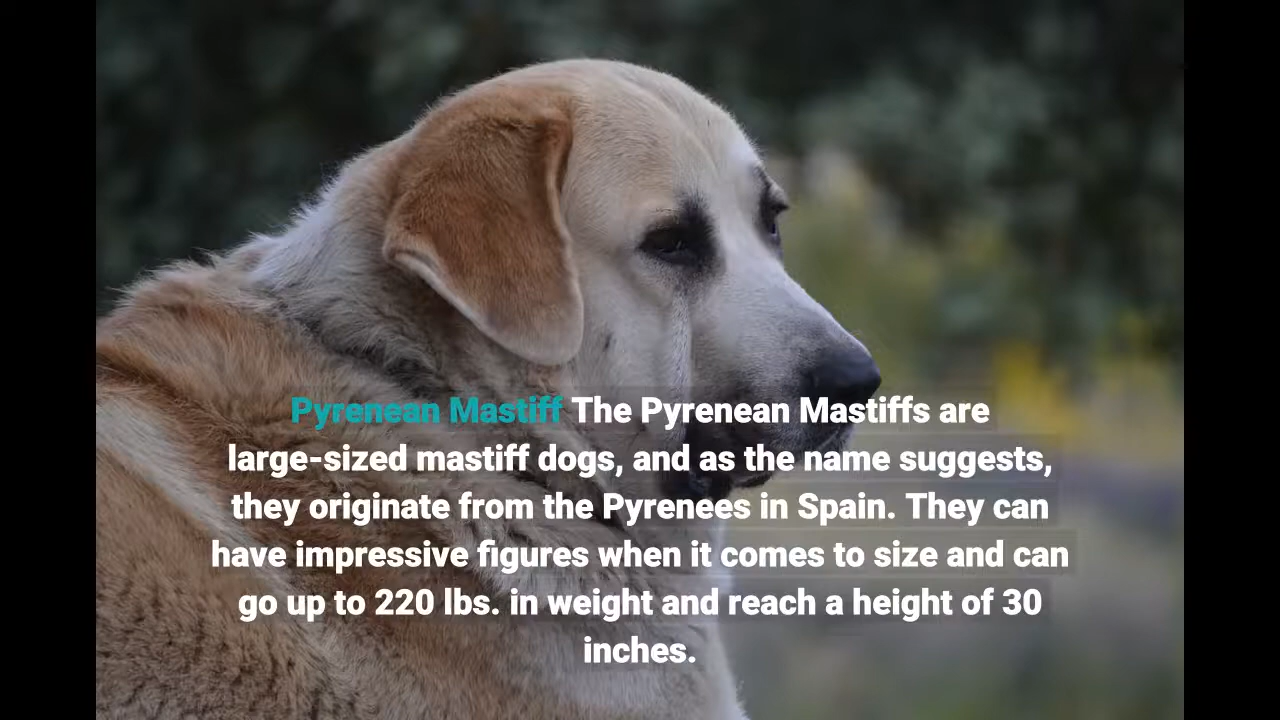 Pyrenean Mastiff The Pyrenean Mastiffs are
large-sized mastiff dogs, and as the name suggests,
they originate from the Pyrenees in Spain. They can
have impressive figures when it comes to size and can
go up to 220 lbs. in weight and reach a height of 30
inches.